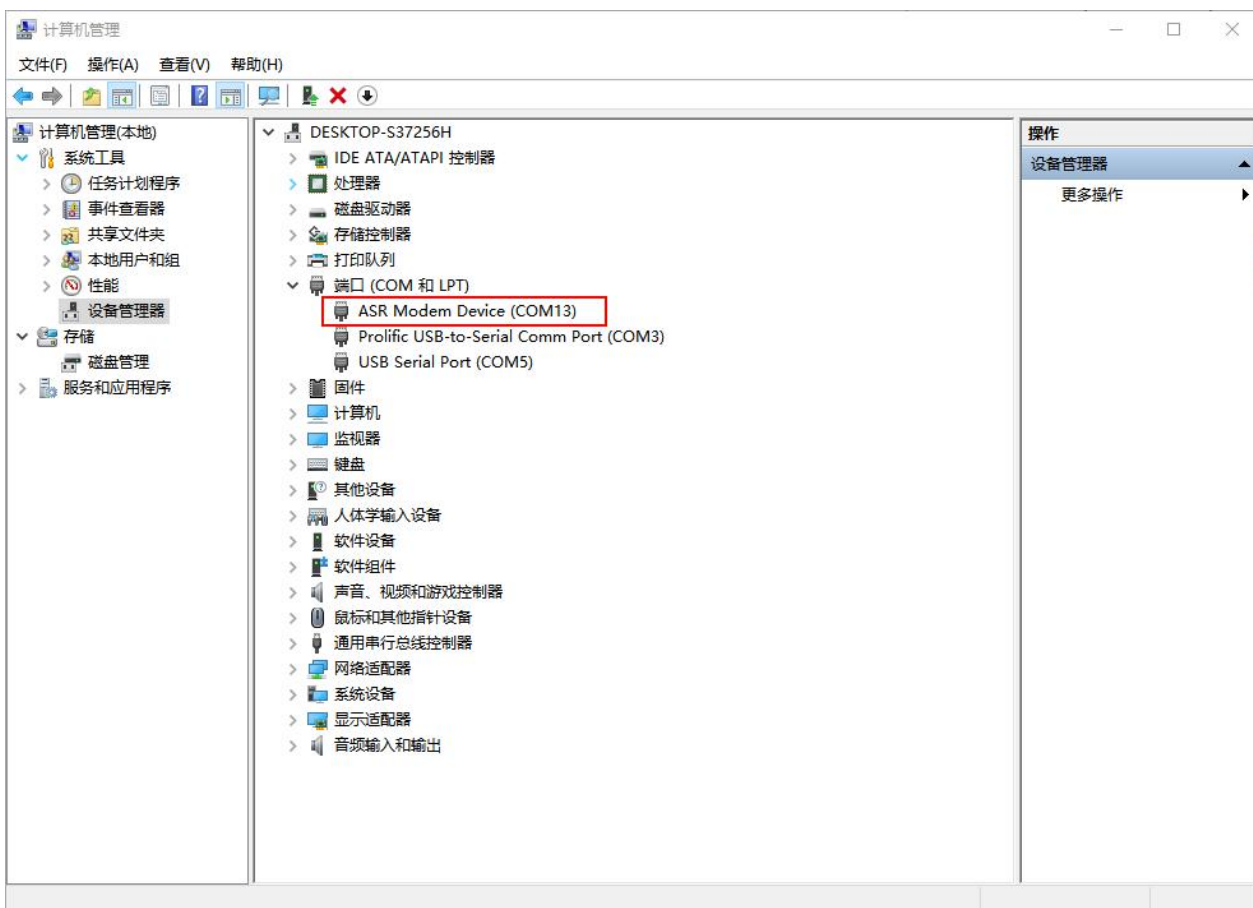 计算机管理
文件(F) 操作(A) 查看(V) 帮助(H)
计算机管理(本地)
系统工具
任务计划程序
事件查看器
共享文件夹
本地用户和组
性能
设备管理器
存储
磁盘管理
服务和应用程序
DESKTOP-S37256H
IDE ATA/ATAPI 控制器
处理器
磁盘驱动器
存储控制器
打印队列
端口 (COM 和 LPT)
ASR Modem Device (COM13)
Prolific USB-to-Serial Comm Port (COM3)
USB Serial Port (COM5)
固件
计算机
监视器
键盘
其他设备
人体学输入设备
软件设备
软件组件
声音、视频和游戏控制器
鼠标和其他指针设备
通用串行总线控制器
网络适配器
系统设备
显示适配器
音频输入和输出
操作
设备管理器
更多操作